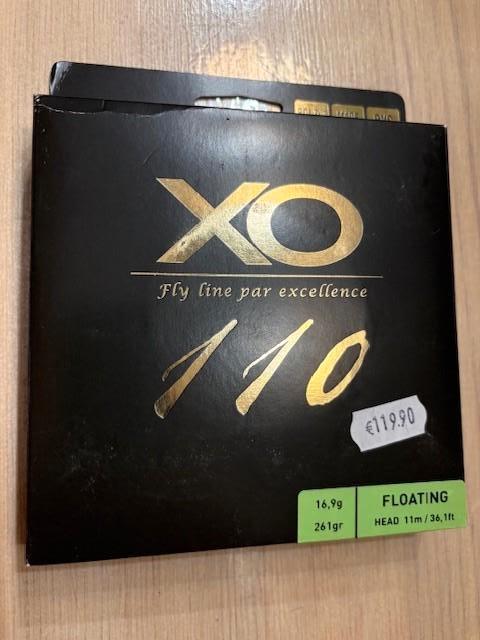 XO
Fly line par excellence
110
€119.90
16,9g
261gr
FLOATING
HEAD 11m / 36,1ft